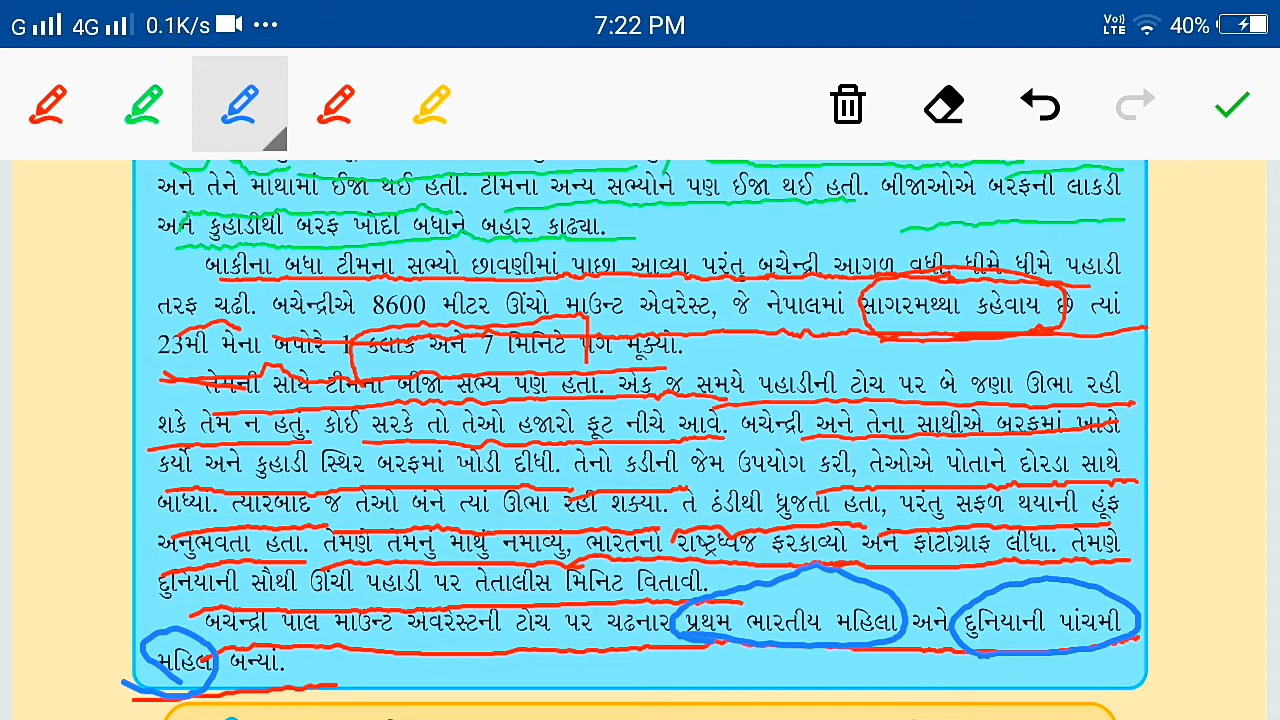 G 4G 0.1K/s ... 7:22 PM Vo) LTE 40%
અને તેને માથામાં ઈજા થઈ હતી. ટીમના અન્ય સભ્યોને પણ ઈજા થઈ હતી. બીજાઓએ બરફની લાકડી
અને કુહાડીથી બરફ ખોદી બધાને બહાર કાઢ્યા.
બાકીના બધા ટીમના સભ્યો છાવણીમાં પાછા આવ્યા પરંતુ બચેન્દ્રી આગળ વધી. ધીમે ધીમે પહાડી
તરફ ચઢી. બચેન્દ્રીએ 8600 મીટર ઊંચો માઉન્ટ એવરેસ્ટ, જે નેપાલમાં સાગરમથ્થા કહેવાય છે ત્યાં
23મી મેના બપોરે 1 કલાક અને 7 મિનિટે પગ મૂક્યો.
તેમની સાથે ટીમના બીજા સભ્ય પણ હતા. એક જ સમયે પહાડીની ટોચ પર બે જણા ઊભા રહી
શકે તેમ ન હતું. કોઈ સરકે તો તેઓ હજારો ફૂટ નીચે આવે. બચેન્દ્રી અને તેના સાથીએ બરફમાં ખાડો
કર્યો અને કુહાડી સ્થિર બરફમાં ખોડી દીધી. તેનો કડીની જેમ ઉપયોગ કરી, તેઓએ પોતાને દોરડા સાથે
બાંધ્યા. ત્યારબાદ જ તેઓ બંને ત્યાં ઊભા રહી શક્યા. તે ઠંડીથી ધ્રુજતા હતા, પરંતુ સફળ થયાની હૂંફ
અનુભવતા હતા. તેમણે તેમનું માથું નમાવ્યુ, ભારતનો રાષ્ટ્રધ્વજ ફરકાવ્યો અને ફોટોગ્રાફ લીધા. તેમણે
દુનિયાની સૌથી ઊંચી પહાડી પર તેતાલીસ મિનિટ વિતાવી.
બચેન્દ્રી પાલ માઉન્ટ એવરેસ્ટની ટોચ પર ચઢનાર પ્રથમ ભારતીય મહિલા અને દુનિયાની પાંચમી
મહિલા બન્યાં.